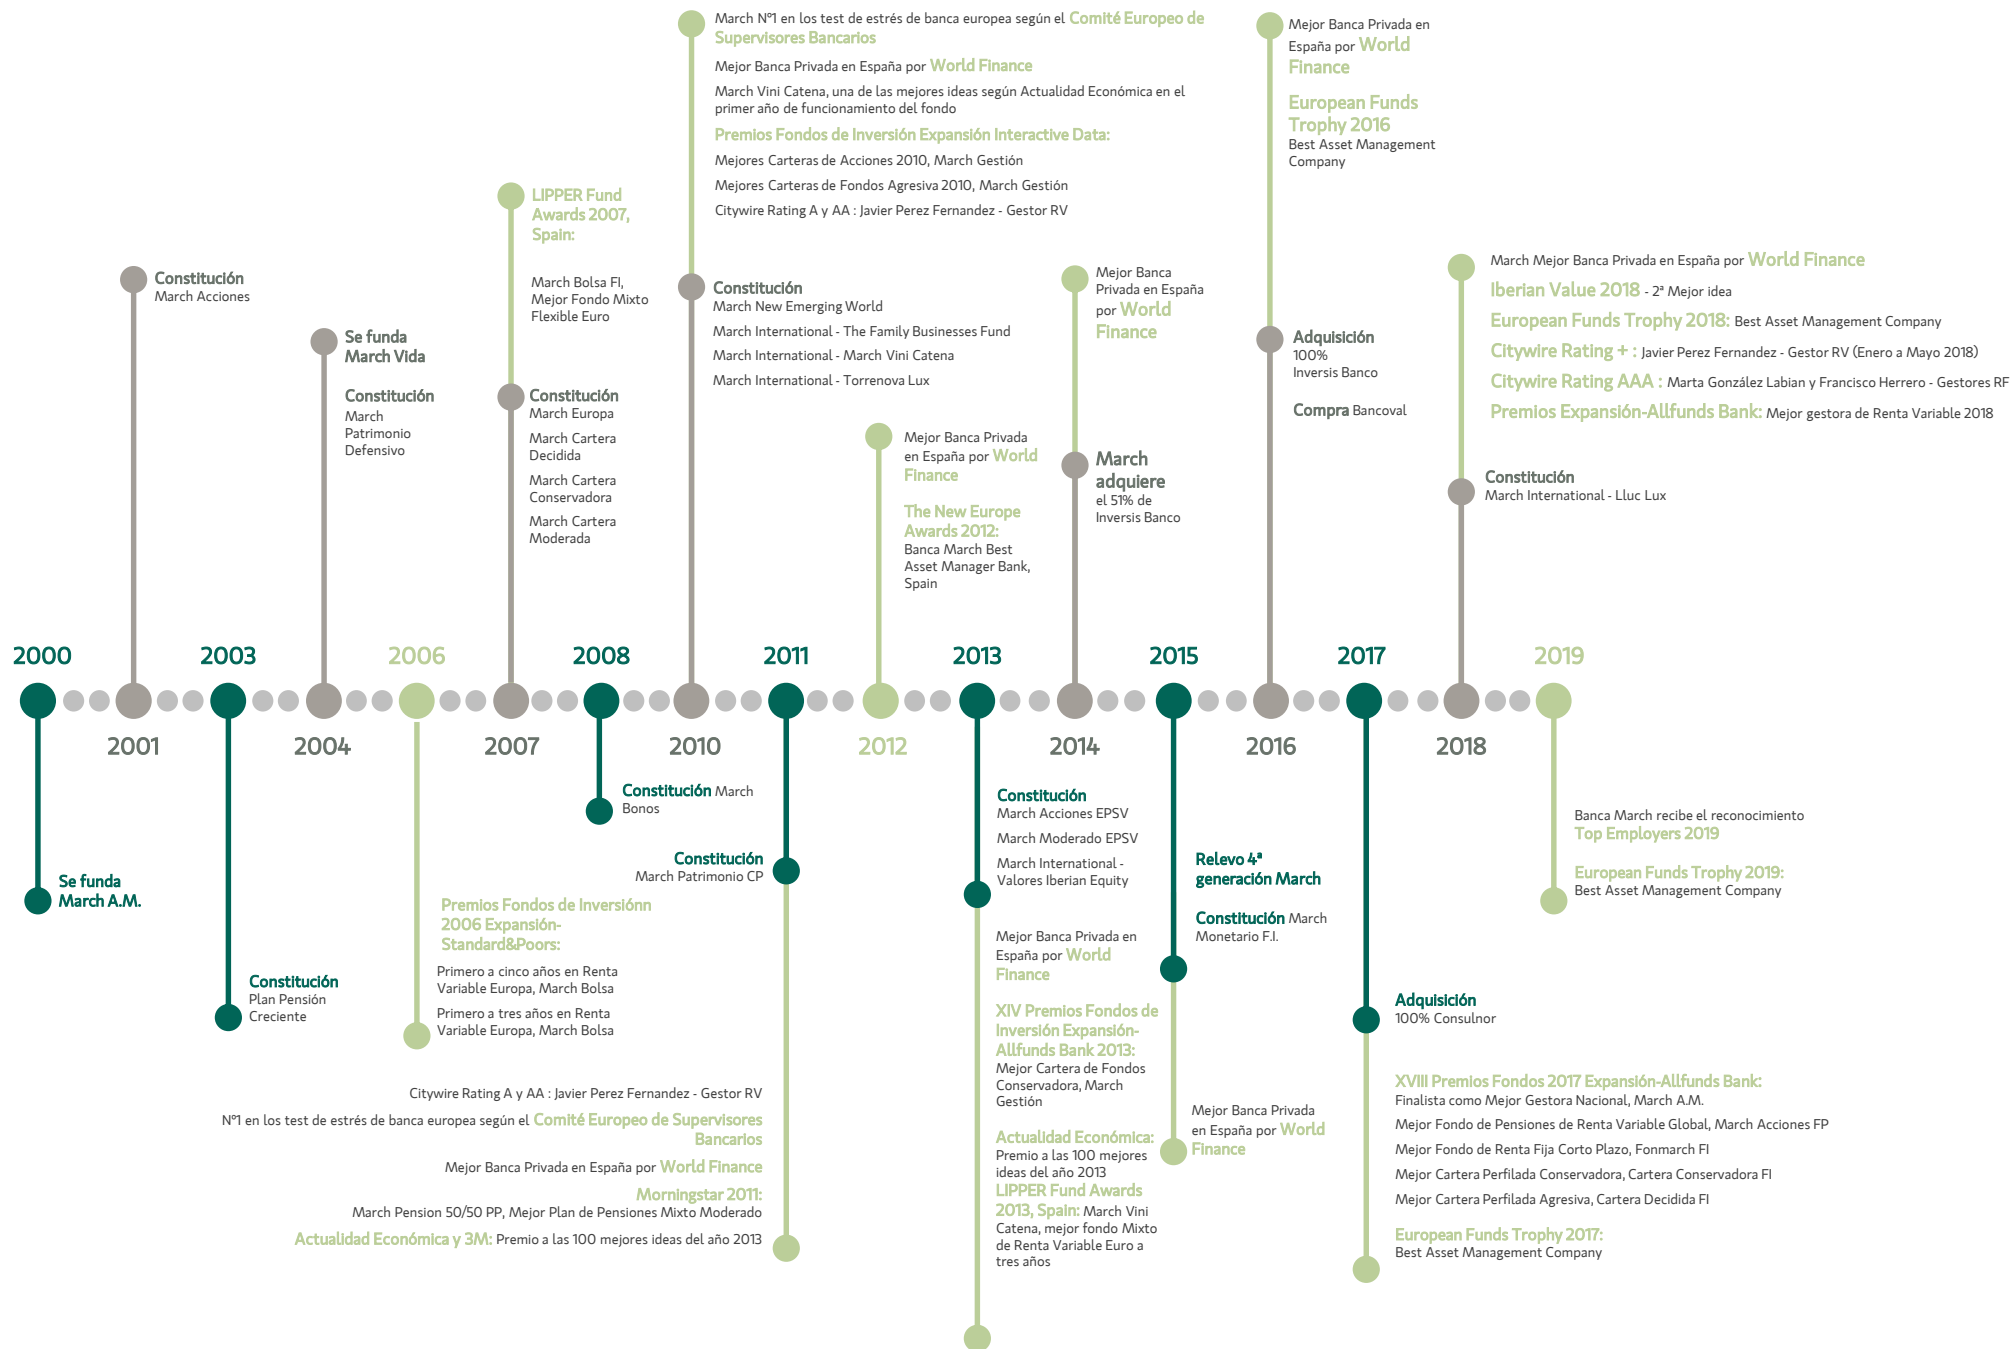 March Nº1 en los test de estrés de banca europea según el Comité Europeo de
Supervisores Bancarios
Mejor Banca Privada en España por World Finance
March Vini Catena, una de las mejores ideas según Actualidad Económica en el
primer año de funcionamiento del fondo
Premios Fondos de Inversión Expansión Interactive Data:
Mejores Carteras de Acciones 2010, March Gestión
Mejores Carteras de Fondos Agresiva 2010, March Gestión
Citywire Rating A y AA : Javier Perez Fernandez - Gestor RV
Mejor Banca Privada en
España por World
Finance
European Funds
Trophy 2016
Best Asset Management
Company
LIPPER Fund
Awards 2007,
Spain:
March Bolsa FI,
Mejor Fondo Mixto
Flexible Euro
Constitución
March Acciones
Se funda
March Vida
Constitución
March
Patrimonio
Defensivo
Constitución
March Europa
March Cartera
Decidida
March Cartera
Conservadora
March Cartera
Moderada
Constitución
March New Emerging World
March International - The Family Businesses Fund
March International - March Vini Catena
March International - Torrenova Lux
Mejor Banca Privada
en España por World
Finance
The New Europe
Awards 2012:
Banca March Best
Asset Manager Bank,
Spain
Mejor Banca
Privada en España
por World
Finance
March
adquiere
el 51% de
Inversis Banco
Adquisición
100%
Inversis Banco
Compra Bancoval
March Mejor Banca Privada en España por World Finance
Iberian Value 2018 - 2ª Mejor idea
European Funds Trophy 2018: Best Asset Management Company
Citywire Rating + : Javier Perez Fernandez - Gestor RV (Enero a Mayo 2018)
Citywire Rating AAA : Marta González Labian y Francisco Herrero - Gestores RF
Premios Expansión-Allfunds Bank: Mejor gestora de Renta Variable 2018
Constitución
March International - Lluc Lux
2000
2003
2006
2008
2011
2013
2015
2017
2019
2001
2004
2007
2010
2012
2014
2016
2018
Se funda
March A.M.
Constitución
Plan Pensión
Creciente
Premios Fondos de Inversiónn
2006 Expansión-
Standard&Poors:
Primero a cinco años en Renta
Variable Europa, March Bolsa
Primero a tres años en Renta
Variable Europa, March Bolsa
Constitución March
Bonos
Constitución
March Patrimonio CP
Citywire Rating A y AA : Javier Perez Fernandez - Gestor RV
Nº1 en los test de estrés de banca europea según el Comité Europeo de Supervisores
Bancarios
Mejor Banca Privada en España por World Finance
Morningstar 2011:
March Pension 50/50 PP, Mejor Plan de Pensiones Mixto Moderado
Actualidad Económica y 3M: Premio a las 100 mejores ideas del año 2013
Constitución
March Acciones EPSV
March Moderado EPSV
March International -
Valores Iberian Equity
Mejor Banca Privada en
España por World
Finance
XIV Premios Fondos de
Inversión Expansión-
Allfunds Bank 2013:
Mejor Cartera de Fondos
Conservadora, March
Gestión
Actualidad Económica:
Premio a las 100 mejores
ideas del año 2013
LIPPER Fund Awards
2013, Spain: March Vini
Catena, mejor fondo Mixto
de Renta Variable Euro a
tres años
Relevo 4ª
generación March
Constitución March
Monetario F.I.
Mejor Banca Privada
en España por World
Finance
Adquisición
100% Consulnor
XVIII Premios Fondos 2017 Expansión-Allfunds Bank:
Finalista como Mejor Gestora Nacional, March A.M.
Mejor Fondo de Pensiones de Renta Variable Global, March Acciones FP
Mejor Fondo de Renta Fija Corto Plazo, Fonmarch FI
Mejor Cartera Perfilada Conservadora, Cartera Conservadora FI
Mejor Cartera Perfilada Agresiva, Cartera Decidida FI
European Funds Trophy 2017:
Best Asset Management Company
Banca March recibe el reconocimiento
Top Employers 2019
European Funds Trophy 2019:
Best Asset Management Company